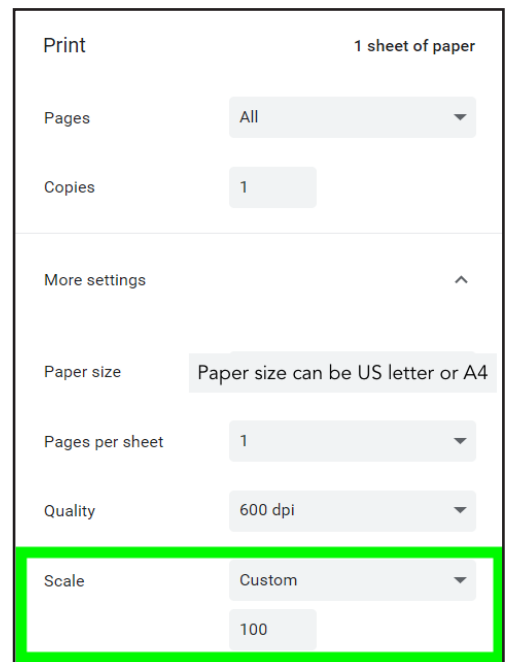 Print 1 sheet of paper
Pages All
Copies 1
More settings
Paper size Paper size can be US letter or A4
Pages per sheet 1
Quality 600 dpi
Scale Custom
100